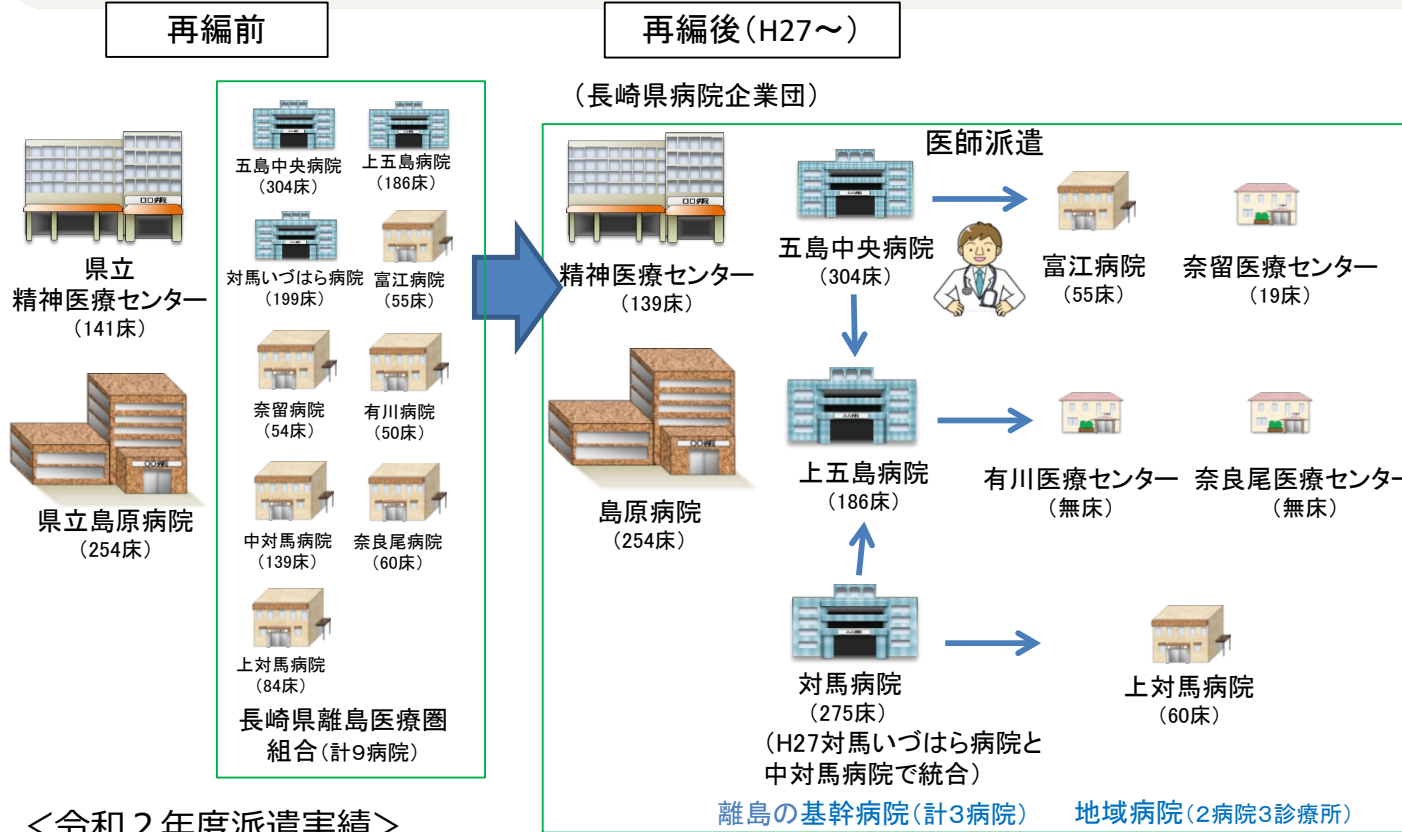 再編前
再編後(H27～)
(長崎県病院企業団)
県立
精神医療センター
(141床)
県立島原病院
(254床)
五島中央病院
(304床)
上五島病院
(186床)
対馬いづはら病院
(199床)
富江病院
(55床)
奈留病院
(54床)
有川病院
(50床)
中対馬病院
(139床)
奈良尾病院
(60床)
上対馬病院
(84床)
長崎県離島医療圏
組合(計9病院)
精神医療センター
(139床)
島原病院
(254床)
医師派遣
五島中央病院
(304床)
富江病院
(55床)
奈留医療センター
(19床)
上五島病院
(186床)
有川医療センター
(無床)
奈良尾医療センター
(無床)
対馬病院
(275床)
(H27対馬いづはら病院と
中対馬病院で統合)
上対馬病院
(60床)
離島の基幹病院(計3病院)
地域病院(2病院3診療所)
＜令和２年度派遣実績＞